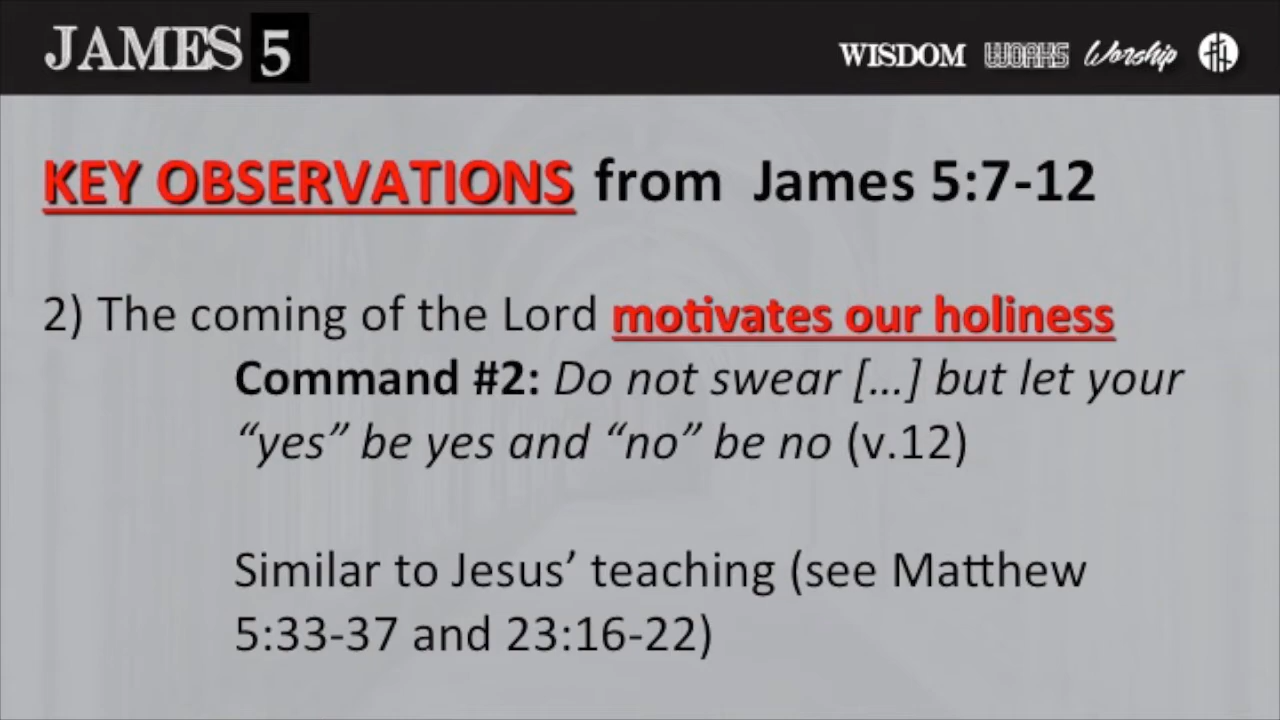 JAMES 5
WISDOM WORKS Worship
KEY OBSERVATIONS from James 5:7-12
2) The coming of the Lord motivates our holiness
Command #2: Do not swear [...] but let your
“yes” be yes and “no” be no (v.12)
Similar to Jesus’ teaching (see Matthew
5:33-37 and 23:16-22)